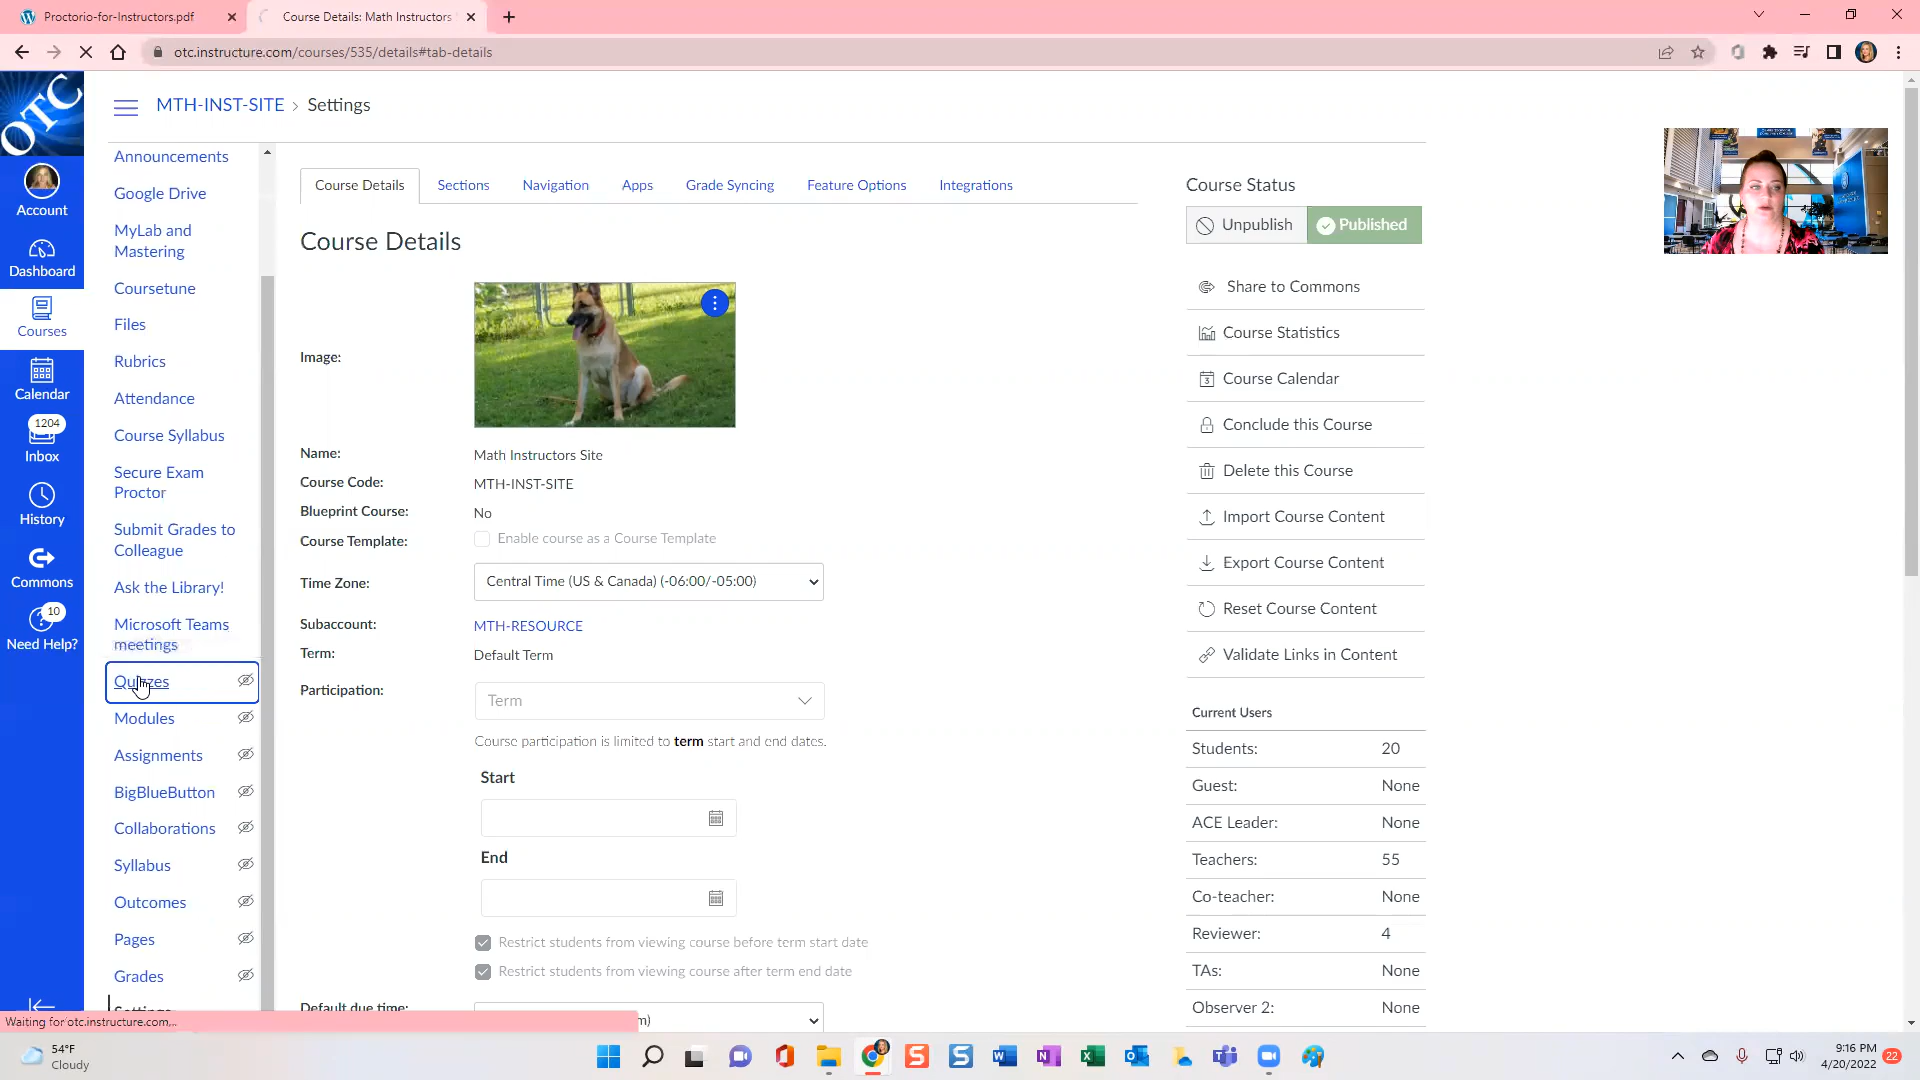 Proctorio-for-Instructors.pdf
Course Details: Math Instructors
otc.instructure.com/courses/535/details#tab-details
OTC
MTH-INST-SITE > Settings
Account
Dashboard
Courses
Calendar
1204
Inbox
History
Commons
10
Need Help?
Announcements
Google Drive
MyLab and
Mastering
Coursetune
Files
Rubrics
Attendance
Course Syllabus
Secure Exam
Proctor
Submit Grades to
Colleague
Ask the Library!
Microsoft Teams
meetings
Quizzes
Modules
Assignments
BigBlueButton
Collaborations
Syllabus
Outcomes
Pages
Grades
Settings
Course Details
Sections
Navigation
Apps
Grade Syncing
Feature Options
Integrations
Course Details
Image:
Name:
Math Instructors Site
Course Code:
MTH-INST-SITE
Blueprint Course:
No
Course Template:
Enable course as a Course Template
Time Zone:
Central Time (US & Canada) (-06:00/-05:00)
Subaccount:
MTH-RESOURCE
Term:
Default Term
Participation:
Term
Course participation is limited to term start and end dates.
Start
End
Restrict students from viewing course before term start date
Restrict students from viewing course after term end date
Default due time:
m)
Course Status
Unpublish
Published
Share to Commons
Course Statistics
Course Calendar
Conclude this Course
Delete this Course
Import Course Content
Export Course Content
Reset Course Content
Validate Links in Content
Current Users
Students: 20
Guest: None
ACE Leader: None
Teachers: 55
Co-teacher: None
Reviewer: 4
TAs: None
Observer 2: None
Waiting for otc.instructure.com...
54°F
Cloudy
9:16 PM
4/20/2022
22